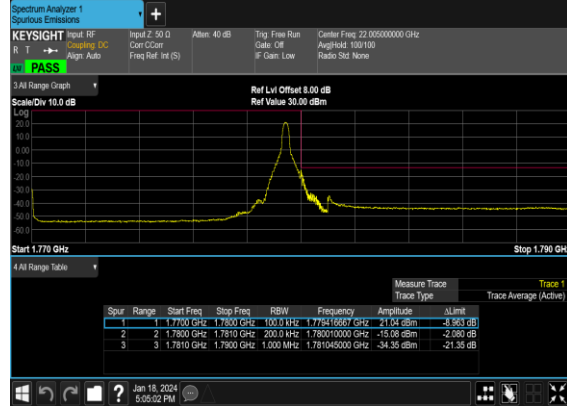 Spectrum Analyzer 1
Spurious Emissions
+
KEYSIGHT Input: RF Input Z: 50 Ω Atten: 40 dB Trig: Free Run Center Freq: 22.005000000 GHz
R T Coupling: DC Corr CCorr Gate: Off Avg|Hold: 100/100
Align: Auto Freq Ref: Int (S) IF Gain: Low Radio Std: None
LW PASS
3 All Range Graph
Ref Lvl Offset 8.00 dB
Scale/Div 10.0 dB Ref Value 30.00 dBm
Log
20.0
10.0
0.00
-10.0
-20.0
-30.0
-40.0
-50.0
-60.0
Start 1.770 GHz Stop 1.790 GH
4 All Range Table
Measure Trace Trace 1
Trace Type Trace Average (Active)
Spur Range Start Freq Stop Freq RBW Frequency Amplitude ΔLimit
1 1 1.7700 GHz 1.7800 GHz 100.0 kHz 1.779416667 GHz 21.04 dBm -8.963 dB
2 2 1.7800 GHz 1.7810 GHz 200.0 kHz 1.780010000 GHz -15.08 dBm -2.080 dB
3 3 1.7810 GHz 1.7900 GHz 1.000 MHz 1.781045000 GHz -34.35 dBm -21.35 dB
? Jan 18, 2024
5:05:02 PM